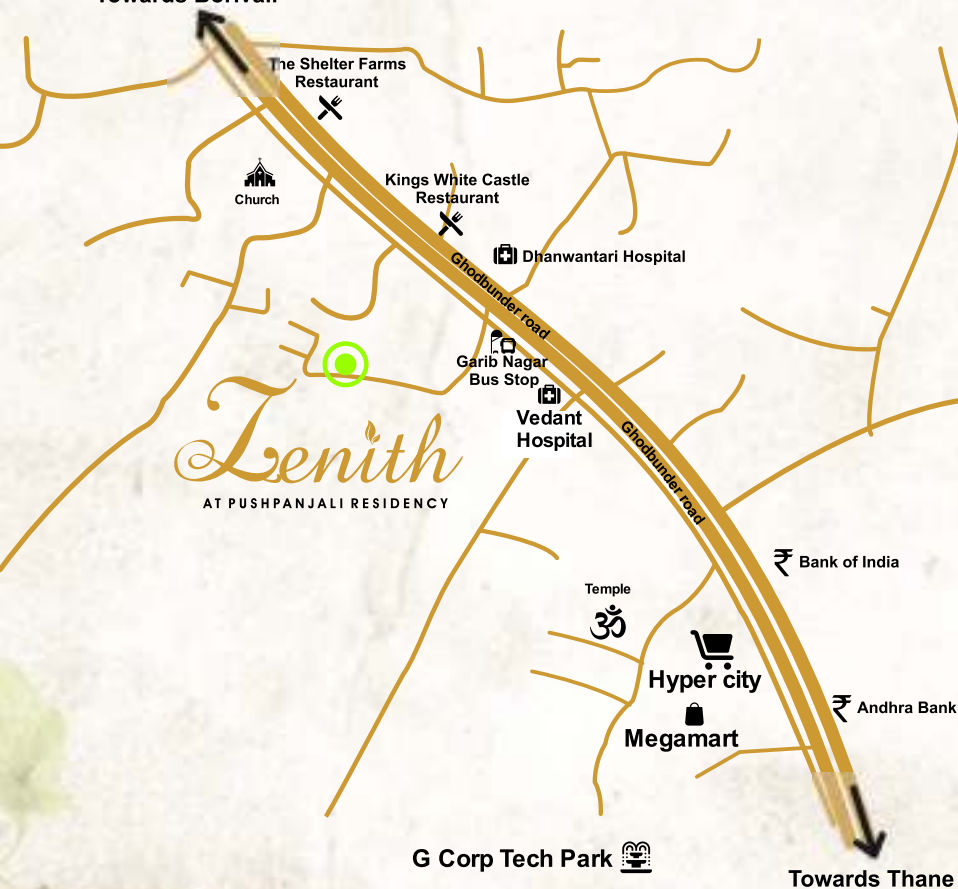 Towards Borivali
The Shelter Farms
Restaurant
Church
Kings White Castle
Restaurant
Dhanwantari Hospital
Ghodbunder road
Garib Nagar
Bus Stop
Vedant
Hospital
Ghodbunder road
Zenith
AT PUSHPANJALI RESIDENCY
₹ Bank of India
Temple
ॐ
Hyper city
₹ Andhra Bank
Megamart
G Corp Tech Park
Towards Thane